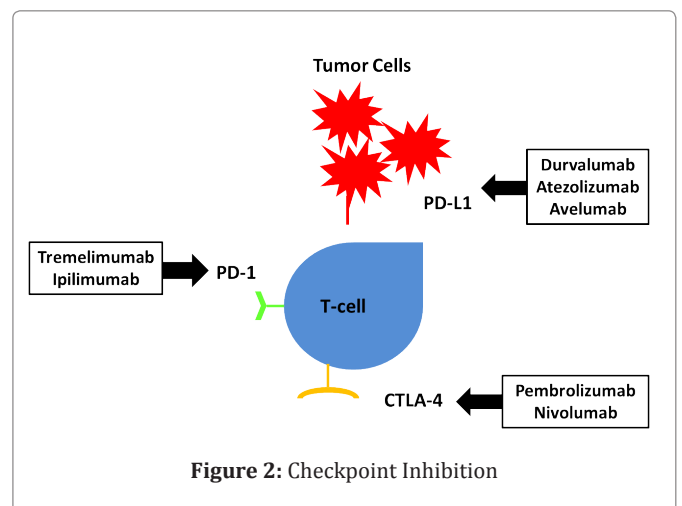 Tumor Cells
Durvalumab
Atezolizumab
Avelumab
PD-L1
Tremelimumab
Ipilimumab
PD-1
T-cell
CTLA-4
Pembrolizumab
Nivolumab
Figure 2: Checkpoint Inhibition